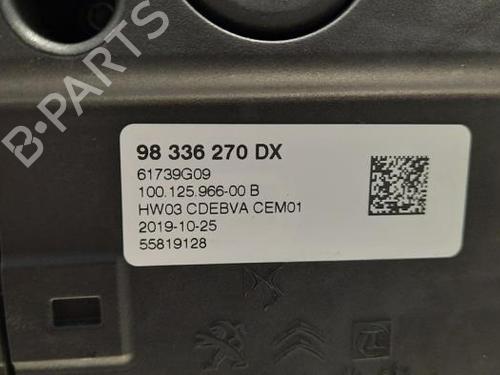 B-PARTS
98 336 270 DX
61739G09
100.125.966-00 B
HW03 CDEBVA CEM01
2019-10-25
55819128